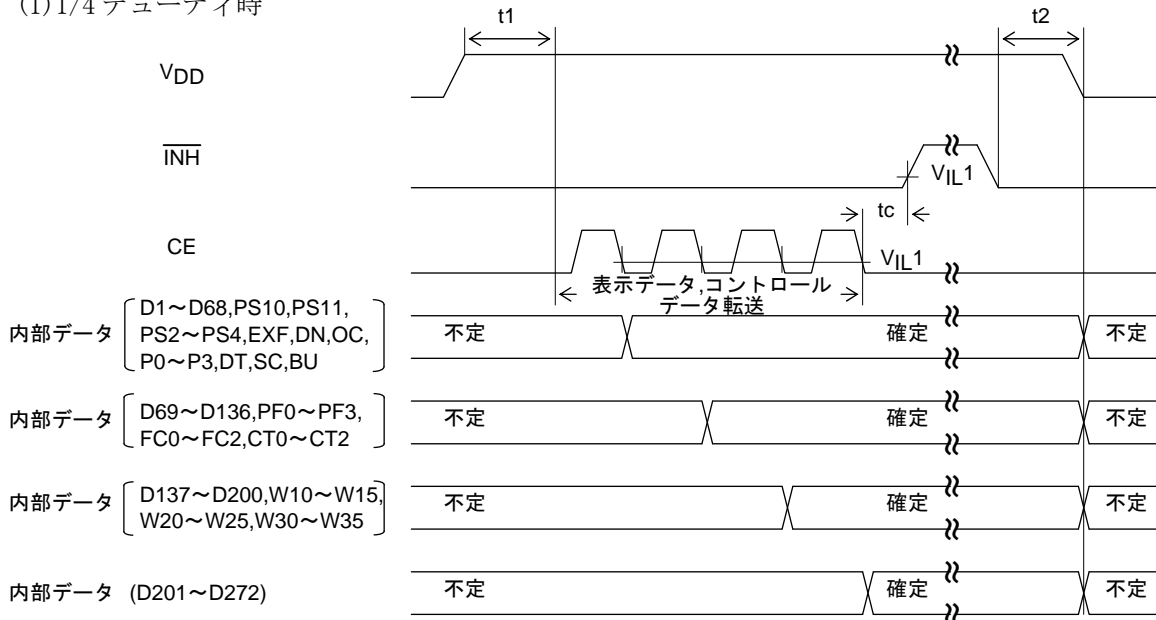 (1)1/4 デューティ時
t1
t2
VDD
INH
VIL1
tc
CE
VIL1
表示データ,コントロール
データ転送
内部データ
D1～D68,PS10,PS11,
PS2～PS4,EXF,DN,OC,
P0～P3,DT,SC,BU
不定
確定
不定
内部データ
D69～D136,PF0～PF3,
FC0～FC2,CT0～CT2
不定
確定
不定
内部データ
D137～D200,W10～W15,
W20～W25,W30～W35
不定
確定
不定
内部データ (D201～D272)
不定
確定
不定